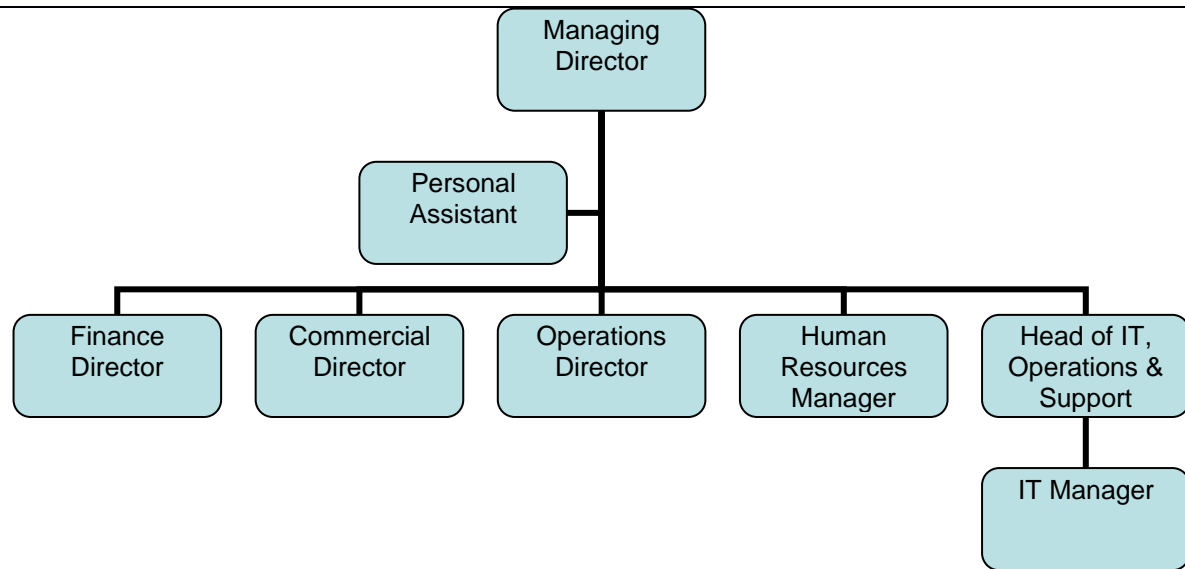 Managing
Director
Personal
Assistant
Finance
Director
Commercial
Director
Operations
Director
Human
Resources
Manager
Head of IT,
Operations &
Support
IT Manager